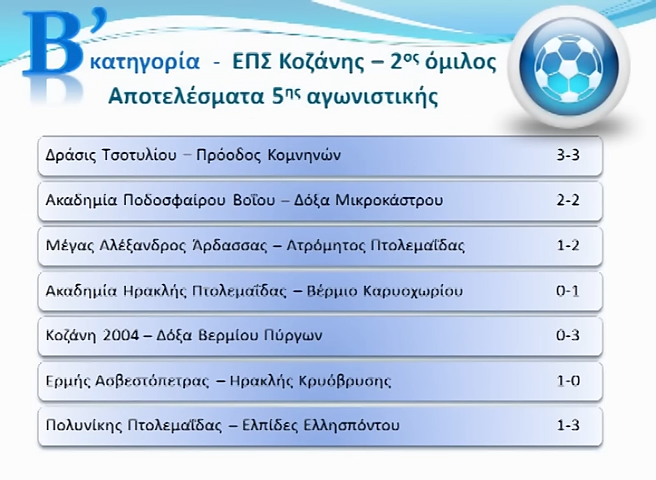 Β’ κατηγορία - ΕΠΣ Κοζάνης – 2ος όμιλος
Αποτελέσματα 5ης αγωνιστικής
Δράσις Τσοτυλίου – Πρόοδος Κομνηνών 3-3
Ακαδημία Ποδοσφαίρου Βοΐου – Δόξα Μικροκάστρου 2-2
Μέγας Αλέξανδρος Άρδασσας – Ατρόμητος Πτολεμαΐδας 1-2
Ακαδημία Ηρακλής Πτολεμαΐδας – Βέρμιο Καρυοχωρίου 0-1
Κοζάνη 2004 – Δόξα Βερμίου Πύργων 0-3
Ερμής Ασβεστόπετρας – Ηρακλής Κρυόβρυσης 1-0
Πολυνίκης Πτολεμαΐδας – Ελπίδες Ελλησπόντου 1-3